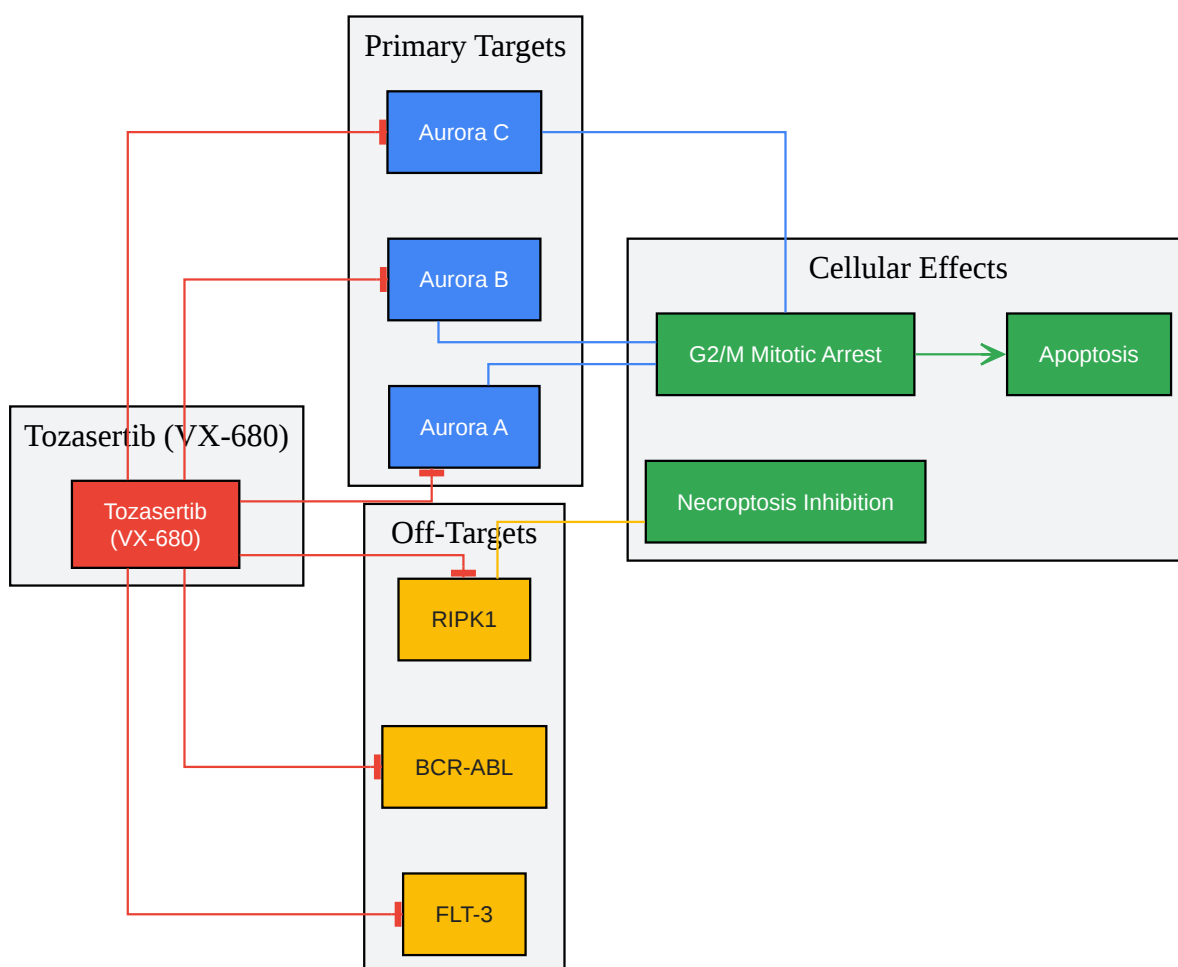 Primary Targets
Aurora C
Aurora B
Aurora A
Cellular Effects
G2/M Mitotic Arrest
Apoptosis
Necroptosis Inhibition
Tozasertib (VX-680)
Tozasertib
(VX-680)
Off-Targets
RIPK1
BCR-ABL
FLT-3